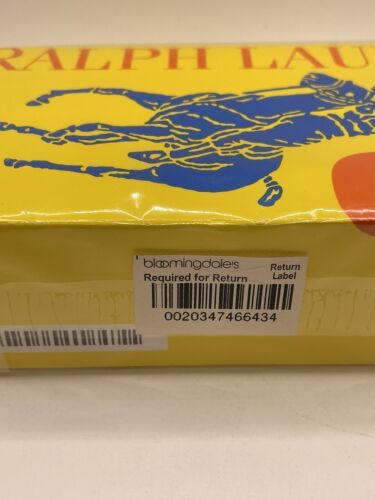 RALPH LAU
bloomingdale's
Return
Required for Return
Label
0020347466434